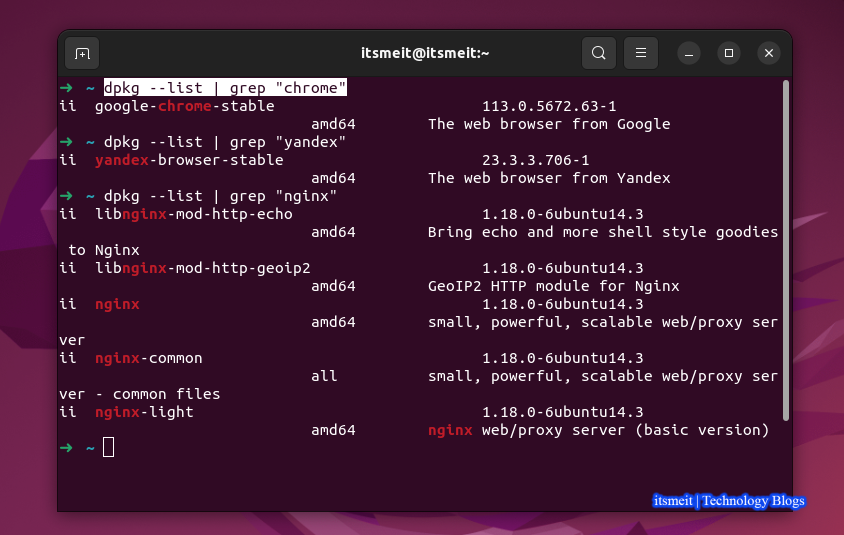 itsmeit@itsmeit:~
➜ ~ dpkg --list | grep "chrome"
ii google-chrome-stable 113.0.5672.63-1
amd64 The web browser from Google
➜ ~ dpkg --list | grep "yandex"
ii yandex-browser-stable 23.3.3.706-1
amd64 The web browser from Yandex
➜ ~ dpkg --list | grep "nginx"
ii libnginx-mod-http-echo 1.18.0-6ubuntu14.3
amd64 Bring echo and more shell style goodies
to Nginx
ii libnginx-mod-http-geoip2 1.18.0-6ubuntu14.3
amd64 GeoIP2 HTTP module for Nginx
ii nginx 1.18.0-6ubuntu14.3
amd64 small, powerful, scalable web/proxy ser
ver
ii nginx-common 1.18.0-6ubuntu14.3
all small, powerful, scalable web/proxy ser
ver - common files
ii nginx-light 1.18.0-6ubuntu14.3
amd64 nginx web/proxy server (basic version)
➜ ~
itsmeit | Technology Blogs